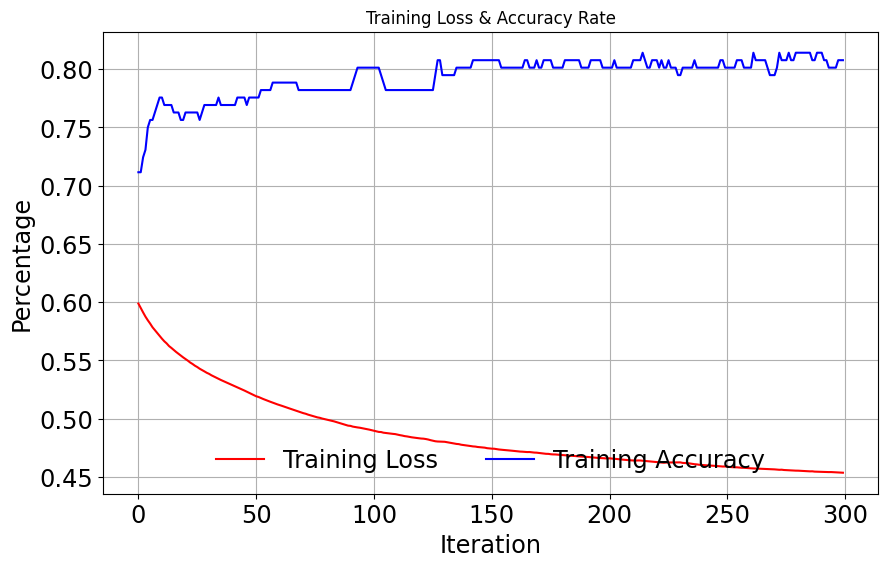 Training Loss & Accuracy Rate
0.80
0.75
0.70
0.65
0.60
0.55
0.50
0.45
Percentage
Training Loss
Training Accuracy
0 50 100 150 200 250 300
Iteration